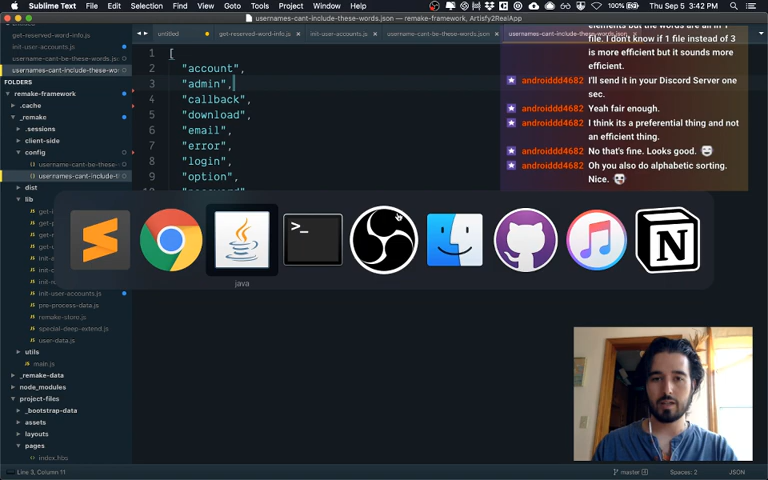 Sublime Text File Edit Selection Find View Goto Tools Project Window Help 100% Thu Sep 5 3:42 PM
usernames-cant-include-these-words.json — remake-framework, Artisfy2RealApp
get-reserved-word-info.js
init-user-accounts.js
username-cant-be-these-w
usernames-cant-include-these-wo
FOLDERS
remake-framework
.cache
_remake
.sessions
client-side
config
username-cant-be-these-
usernames-cant-include-t
dist
lib
init-user-accounts.js
pre-process-data.js
remake-store.js
special-deep-extend.js
user-data.js
utils
main.js
_remake-data
node_modules
project-files
_bootstrap-data
assets
layouts
pages
index.hbs
untitled get-reserved-word-info.js init-user-accounts.js username-cant-be-these-words.json usernames-cant-include-these-words.json
1 [
2 "account",
3 "admin",
4 "callback",
5 "download",
6 "email",
7 "error",
8 "login",
9 "option",
10 "password"
elements but the words are all in 1
file. I don't know if 1 file instead of 3
is more efficient but it sounds more
efficient.
androiddd4682 I'll send it in your Discord Server one
sec.
androiddd4682 Yeah fair enough.
androiddd4682 I think its a preferential thing and not
an efficient thing.
androiddd4682 No that's fine. Looks good.
androiddd4682 Oh you also do alphabetic sorting.
Nice.
>_
N
java
Line 3, Column 11 master Spaces: 2 JSON